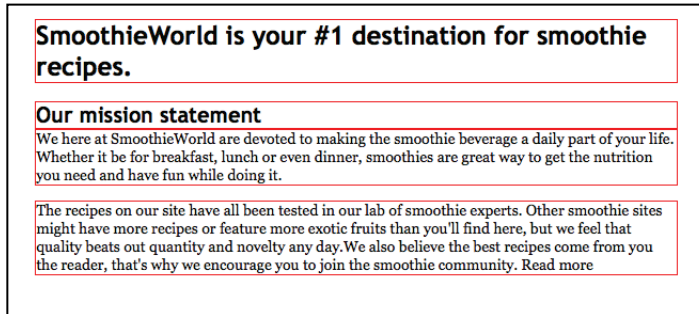 SmoothieWorld is your #1 destination for smoothie
recipes.
Our mission statement
We here at SmoothieWorld are devoted to making the smoothie beverage a daily part of your life.
Whether it be for breakfast, lunch or even dinner, smoothies are great way to get the nutrition
you need and have fun while doing it.
The recipes on our site have all been tested in our lab of smoothie experts. Other smoothie sites
might have more recipes or feature more exotic fruits than you'll find here, but we feel that
quality beats out quantity and novelty any day.We also believe the best recipes come from you
the reader, that's why we encourage you to join the smoothie community. Read more